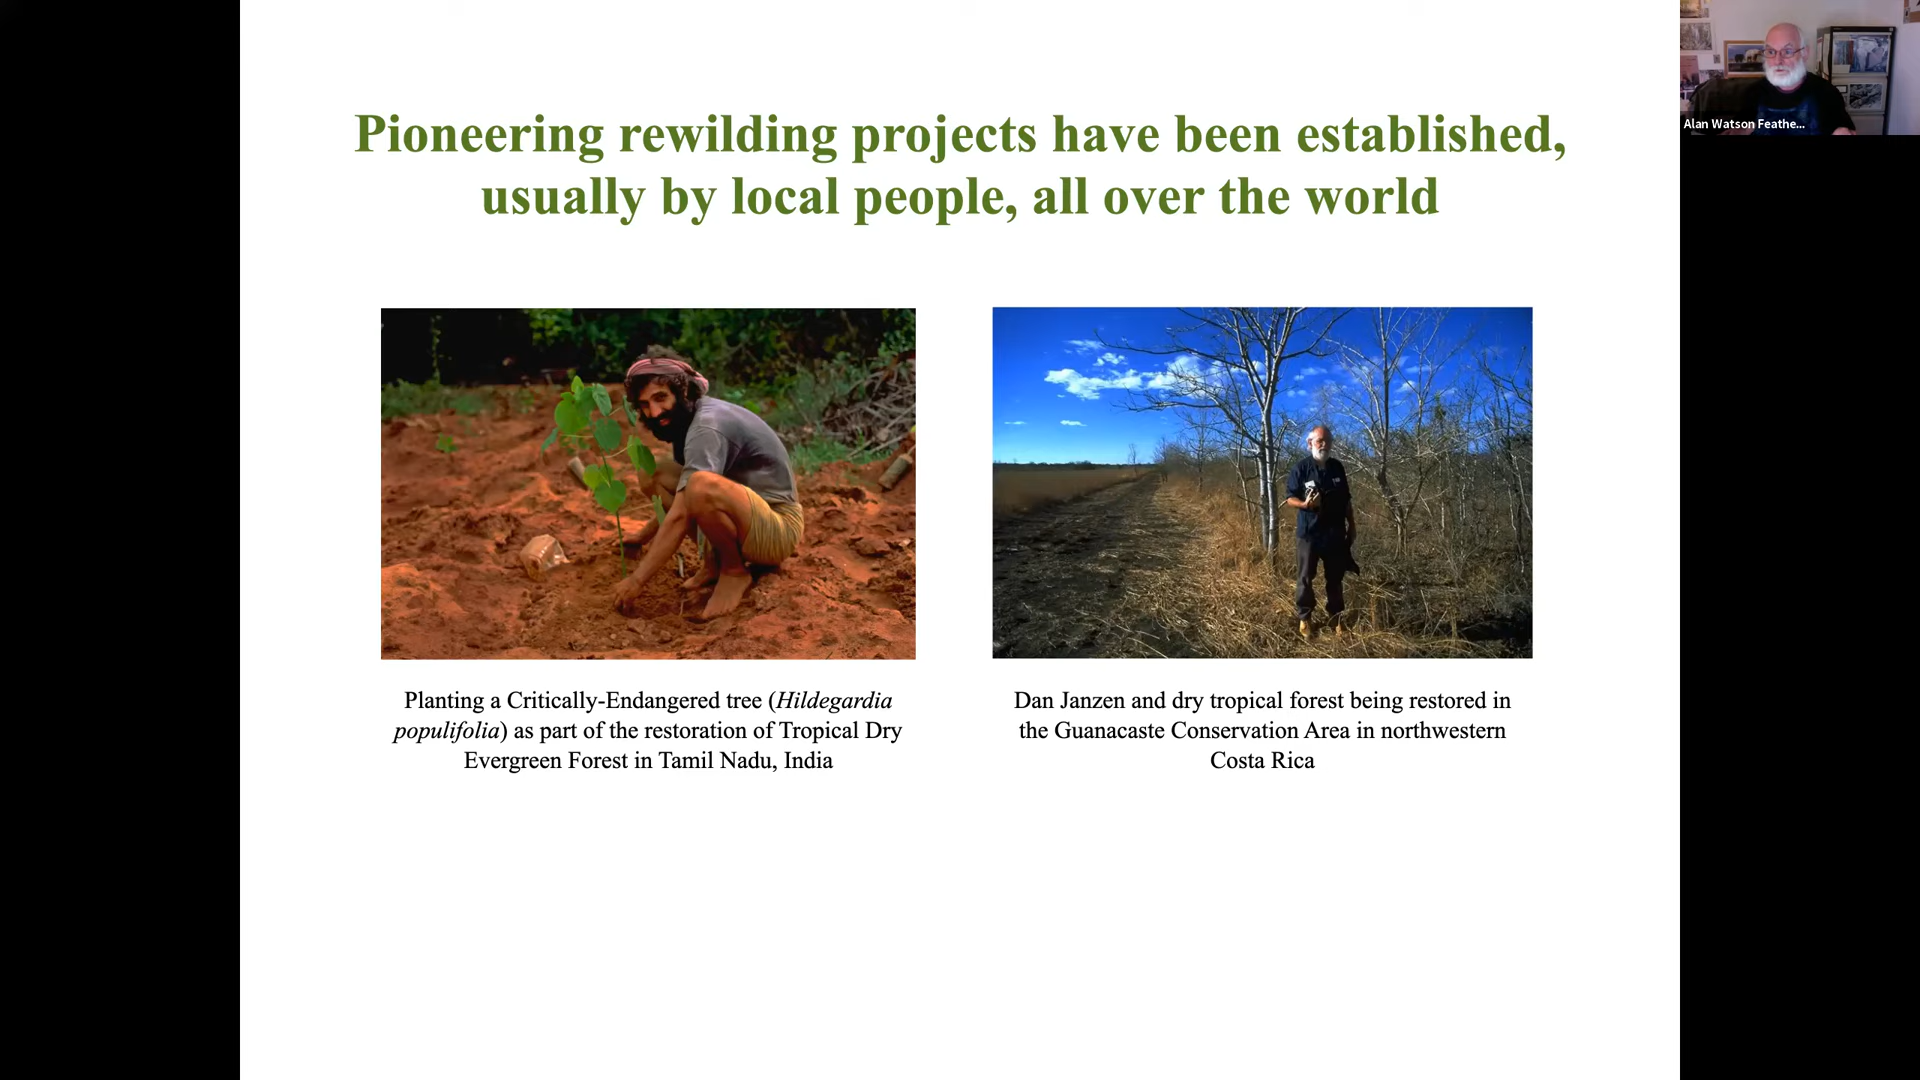 Pioneering rewilding projects have been established,
usually by local people, all over the world
Planting a Critically-Endangered tree (Hildegardia
populifolia) as part of the restoration of Tropical Dry
Evergreen Forest in Tamil Nadu, India
Dan Janzen and dry tropical forest being restored in
the Guanacaste Conservation Area in northwestern
Costa Rica
Alan Watson Feathe...